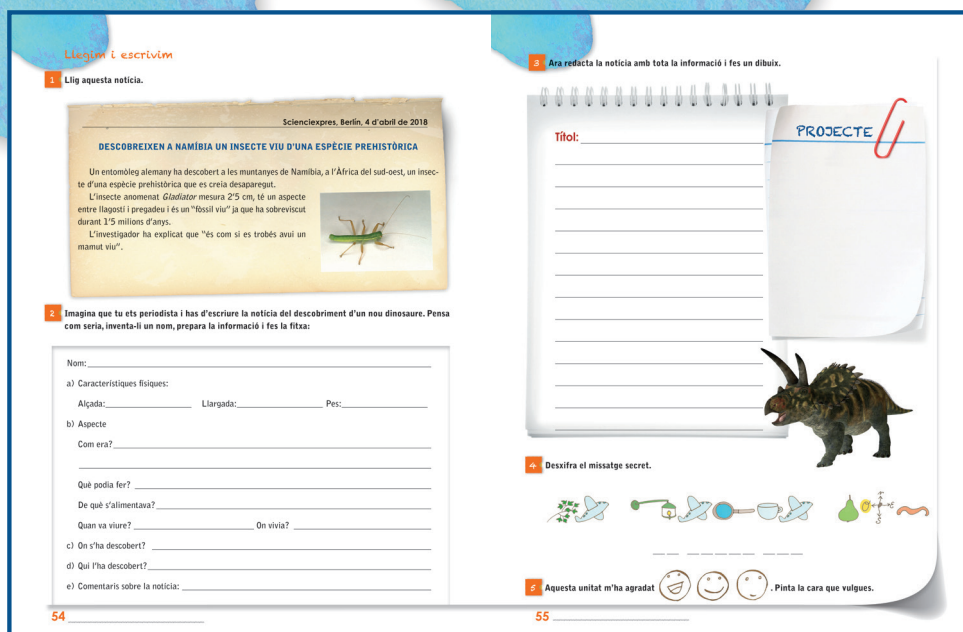 Llegim i escrivim
1 Llig aquesta notícia.
Scienciexpres, Berlín, 4 d'abril de 2018
DESCOBREIXEN A NAMÍBIA UN INSECTE VIU D'UNA ESPÈCIE PREHISTÒRICA
Un entomòleg alemany ha descobert a les muntanyes de Namíbia, a l'Àfrica del sud-oest, un insec-
te d'una espècie prehistòrica que es creia desaparegut.
L'insecte anomenat Gladiator mesura 2'5 cm, té un aspecte
entre llagostí i pregadeu i és un "fòssil viu" ja que ha sobreviscut
durant 1'5 milions d'anys.
L'investigador ha explicat que "és com si es trobés avui un
mamut viu".
2 Imagina que tu ets periodista i has d'escriure la notícia del descobriment d'un nou dinosaure. Pensa
com seria, inventa-li un nom, prepara la informació i fes la fitxa:
Nom:
a) Característiques físiques:
Alçada: Llargada: Pes:
b) Aspecte
Com era?
Què podia fer?
De què s'alimentava?
Quan va viure? On vivia?
c) On s'ha descobert?
d) Qui l'ha descobert?
e) Comentaris sobre la notícia:
54
3 Ara redacta la notícia amb tota la informació i fes un dibuix.
Títol:
PROJECTE
4 Desxifra el missatge secret.
5 Aquesta unitat m'ha agradat . Pinta la cara que vulgues.
55